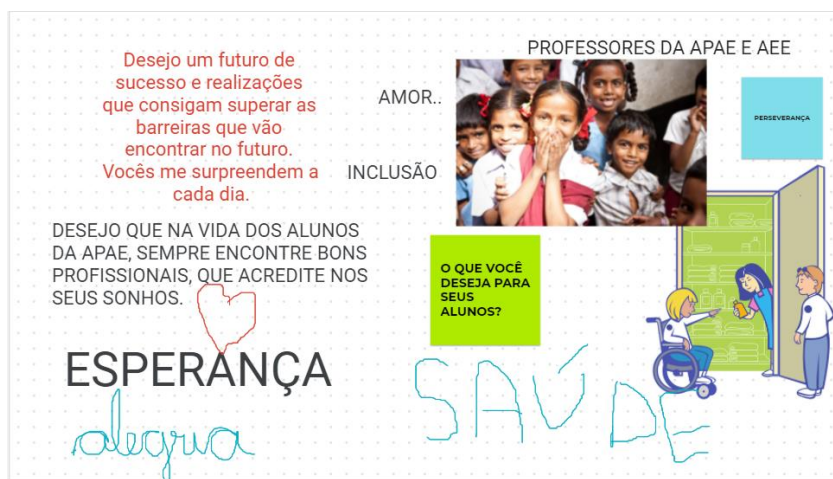 PROFESSORES DA APAE E AEE
Desejo um futuro de
sucesso e realizações
que consigam superar as
barreiras que vão
encontrar no futuro.
Vocês me surpreendem a
cada dia.
AMOR..
INCLUSÃO
PERSEVERANÇA
DESEJO QUE NA VIDA DOS ALUNOS
DA APAE, SEMPRE ENCONTRE BONS
PROFISSIONAIS, QUE ACREDITE NOS
SEUS SONHOS.
O QUE VOCÊ
DESEJA PARA
SEUS
ALUNOS?
ESPERANÇA
SAÚDE
alegria